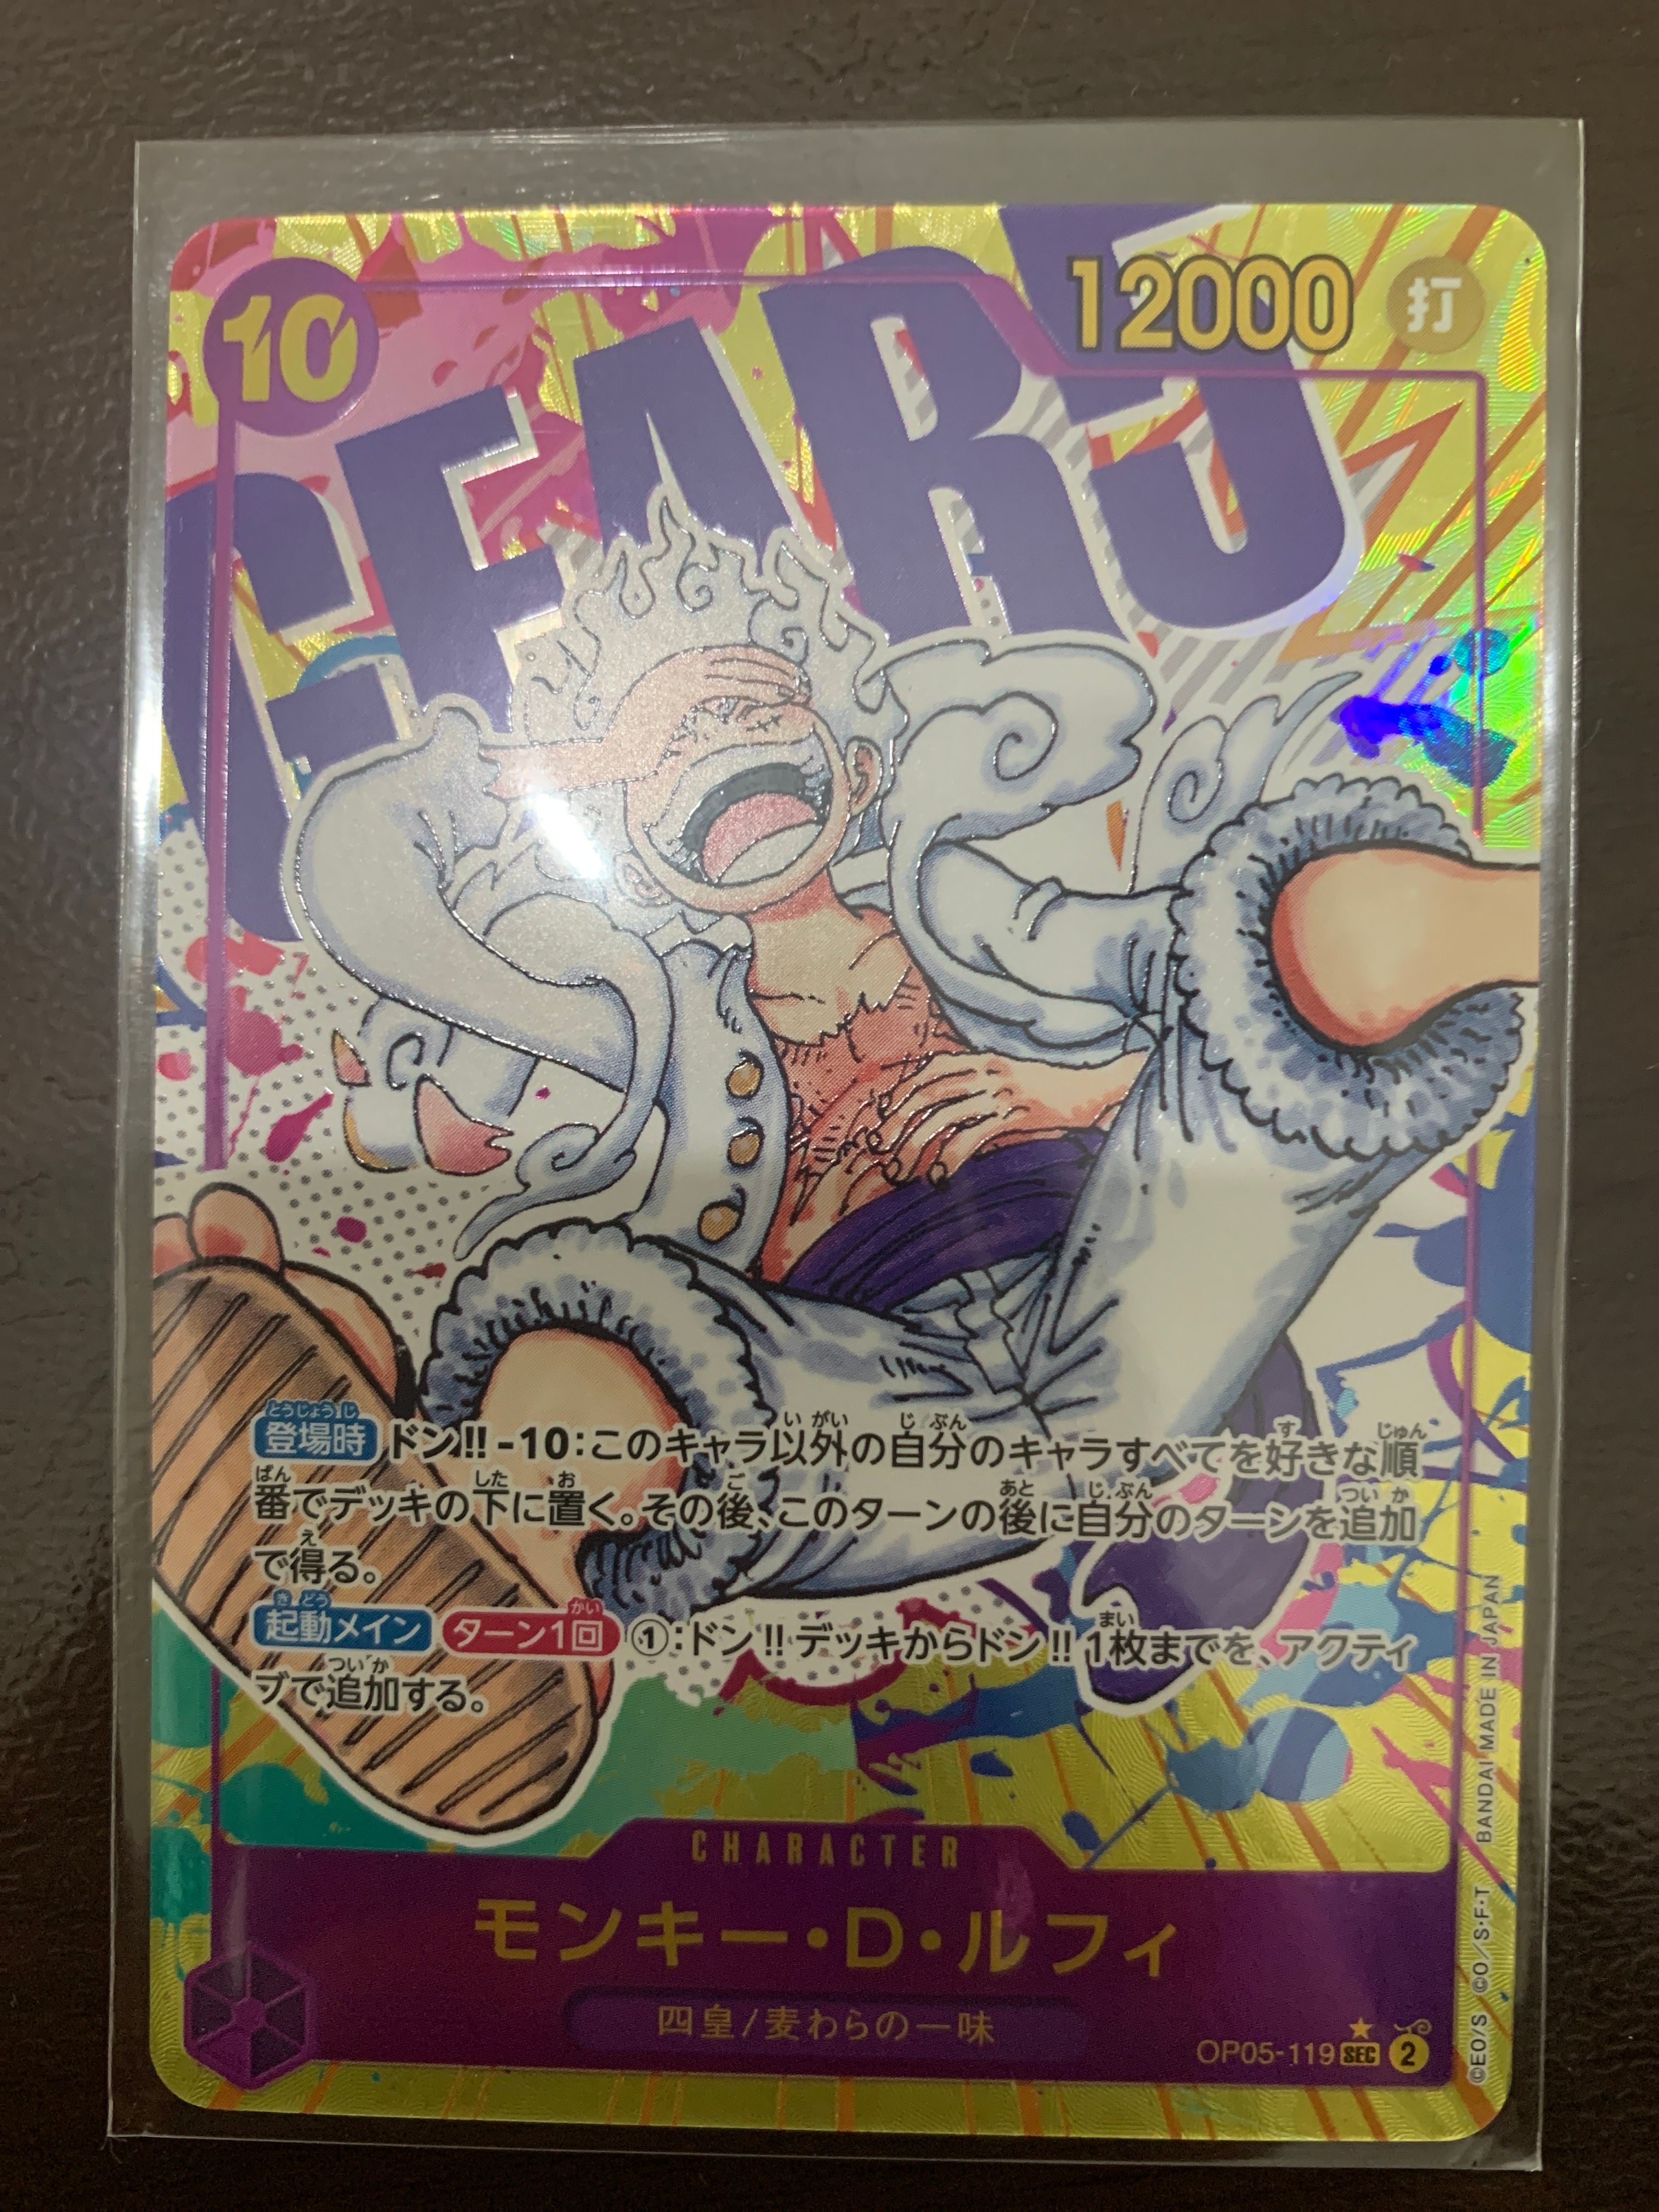 10
12000 打
GEAR5
登場時 ドン!!-10:このキャラ以外の自分のキャラすべてを好きな順
番でデッキの下に置く。その後、このターンの後に自分のターンを追加
で得る。
起動メイン ターン1回 ①:ドン!!デッキからドン!!1枚までを、アクティ
ブで追加する。
CHARACTER
モンキー・D・ルフィ
四皇/麦わらの一味
OP05-119 ★ SEC 2
©EO/S ©O/S・F・T BANDAI MADE IN JAPAN